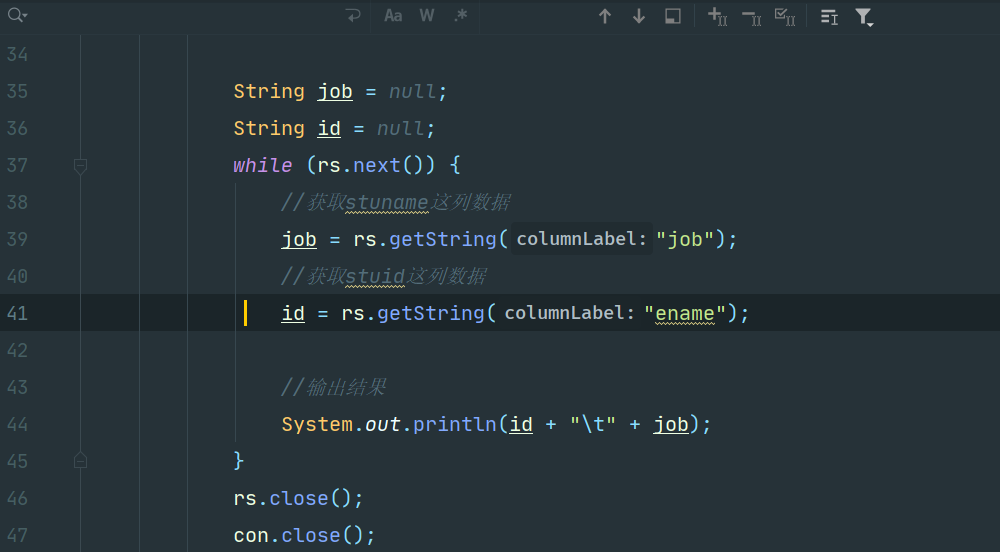 Aa W .*
34
35 String job = null;
36 String id = null;
37 while (rs.next()) {
38 //获取stuname这列数据
39 job = rs.getString( columnLabel: "job");
40 //获取stuid这列数据
41 id = rs.getString( columnLabel: "ename");
42
43 //输出结果
44 System.out.println(id + "\t" + job);
45 }
46 rs.close();
47 con.close();